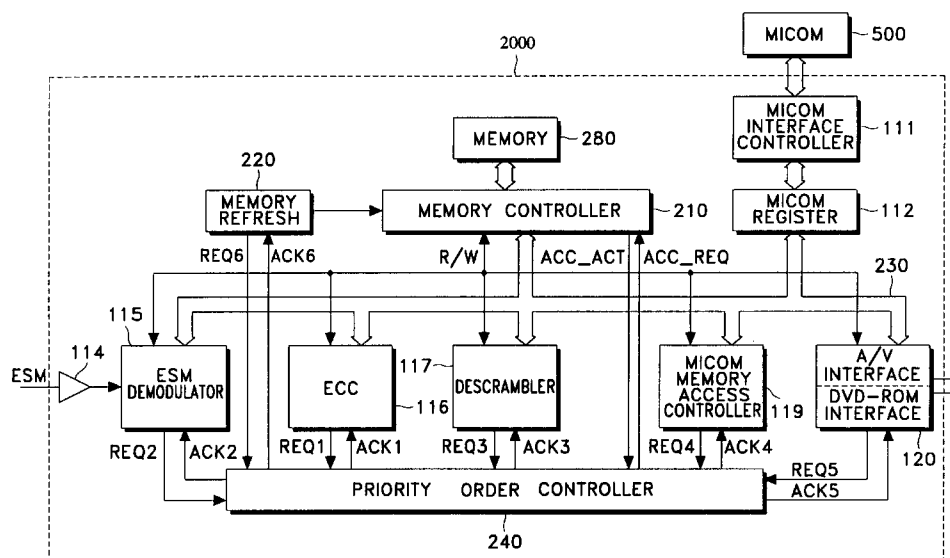 2000
MICOM
500
MICOM
INTERFACE
CONTROLLER
111
MEMORY
280
220
MEMORY
REFRESH
MEMORY CONTROLLER
210
MICOM
REGISTER
112
REQ6
ACK6
R/W
ACC_ACT
ACC_REQ
230
115
114
ESM
ESM
DEMODULATOR
ECC
116
117
DESCRAMBLER
MICOM
MEMORY
ACCESS
CONTROLLER
119
A/V
INTERFACE
DVD-ROM
INTERFACE
120
REQ2
ACK2
REQ1
ACK1
REQ3
ACK3
REQ4
ACK4
REQ5
ACK5
PRIORITY ORDER CONTROLLER
240